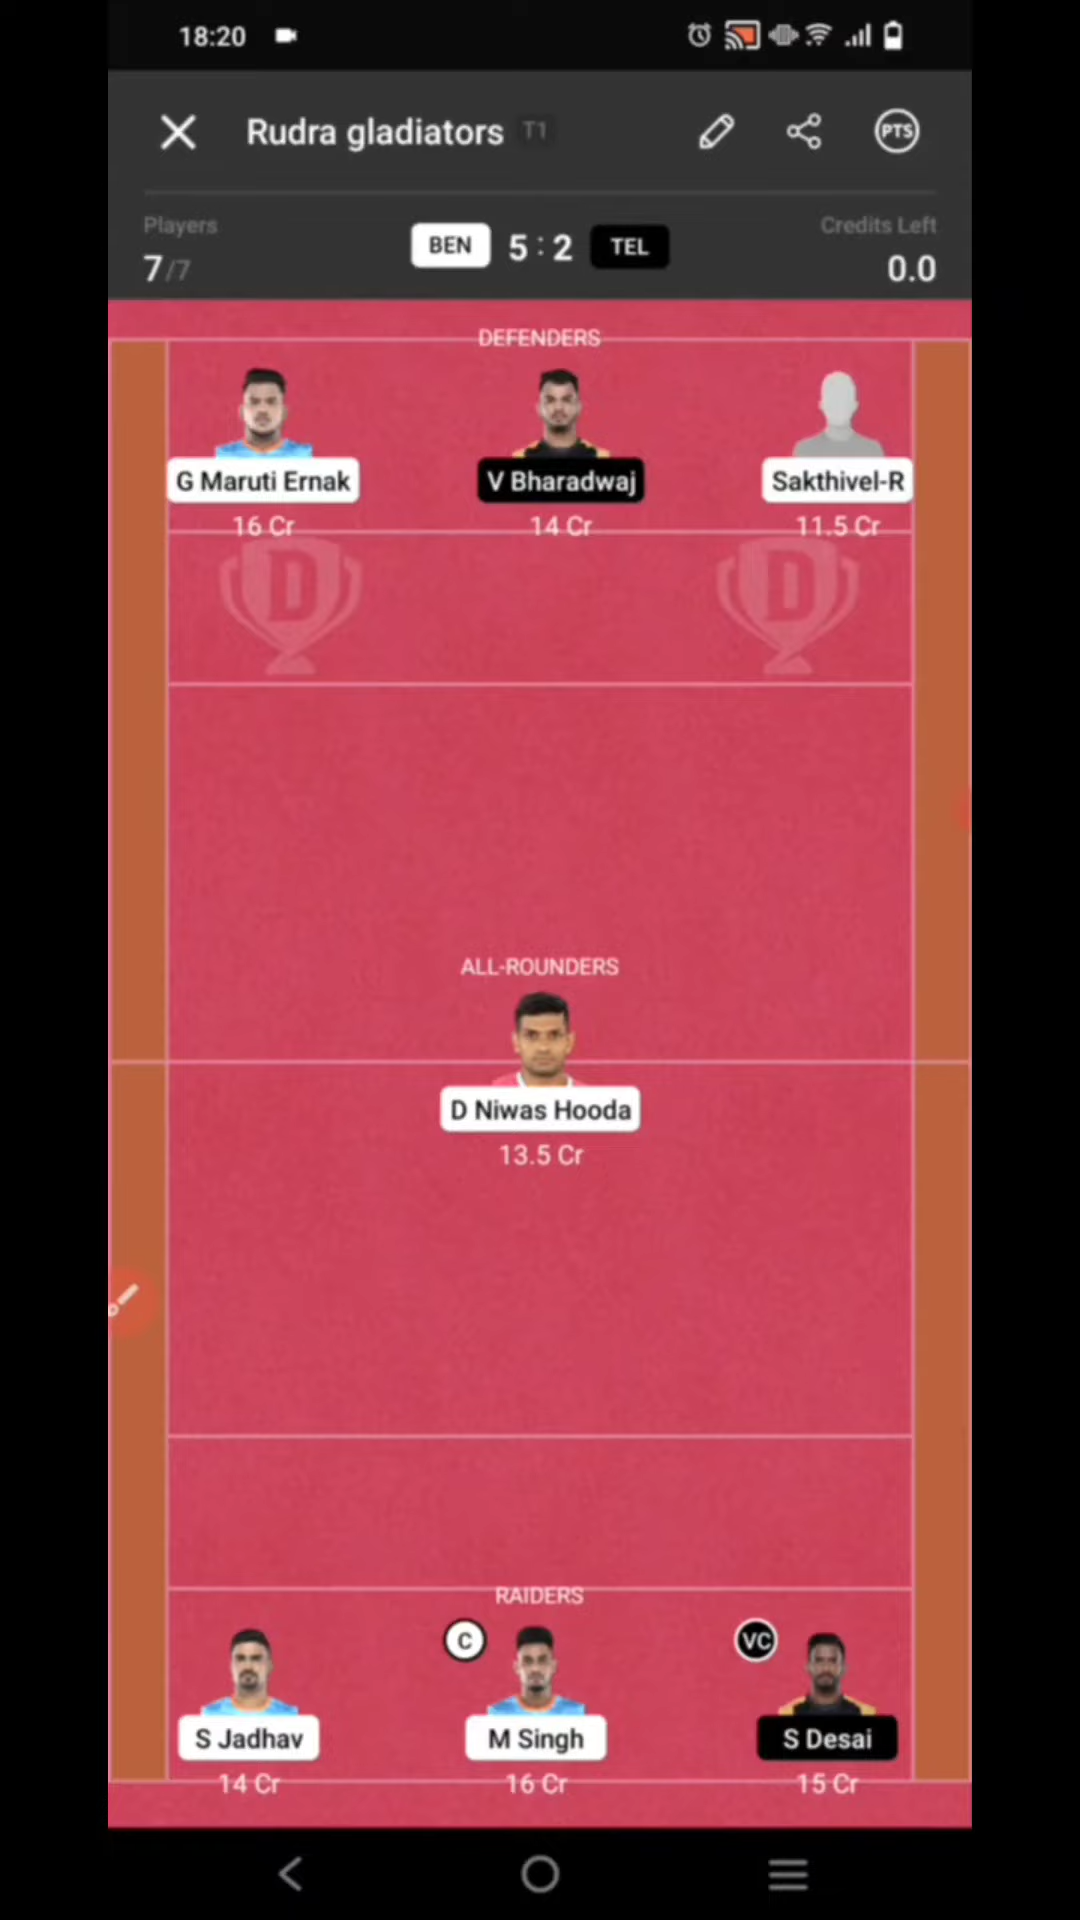 18:20
Rudra gladiators T1
PTS
Players
Credits Left
BEN 5 : 2 TEL
7/7
0.0
DEFENDERS
G Maruti Ernak
V Bharadwaj
Sakthivel-R
16 Cr
14 Cr
11.5 Cr
D
D
ALL-ROUNDERS
D Niwas Hooda
13.5 Cr
RAIDERS
C
VC
S Jadhav
M Singh
S Desai
14 Cr
16 Cr
15 Cr